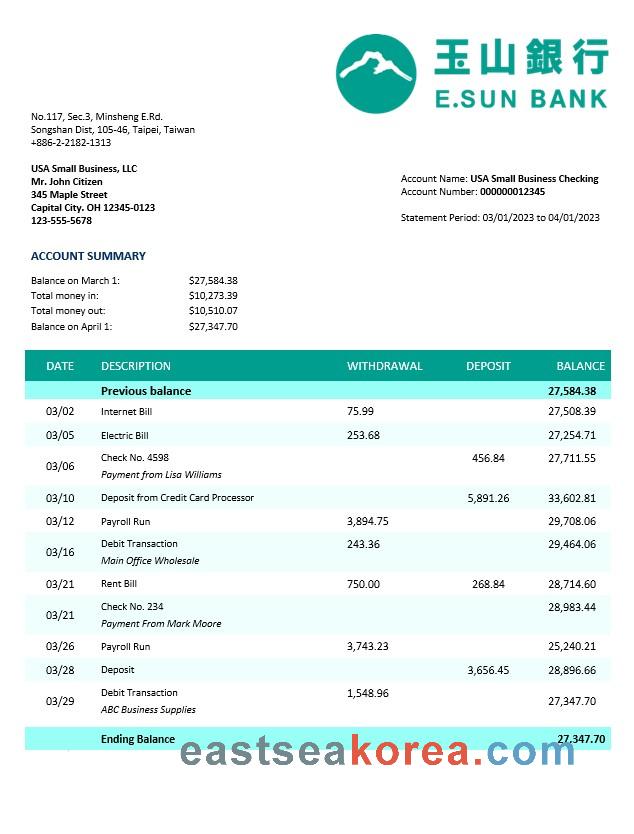 玉山銀行
E.SUN BANK
No.117, Sec.3, Minsheng E.Rd.
Songshan Dist, 105-46, Taipei, Taiwan
+886-2-2182-1313
USA Small Business, LLC
Mr. John Citizen
345 Maple Street
Capital City. OH 12345-0123
123-555-5678
Account Name: USA Small Business Checking
Account Number: 000000012345
Statement Period: 03/01/2023 to 04/01/2023
ACCOUNT SUMMARY
Balance on March 1: $27,584.38
Total money in: $10,273.39
Total money out: $10,510.07
Balance on April 1: $27,347.70
DATE DESCRIPTION WITHDRAWAL DEPOSIT BALANCE
Previous balance 27,584.38
03/02 Internet Bill 75.99 27,508.39
03/05 Electric Bill 253.68 27,254.71
03/06 Check No. 4598 456.84 27,711.55
Payment from Lisa Williams
03/10 Deposit from Credit Card Processor 5,891.26 33,602.81
03/12 Payroll Run 3,894.75 29,708.06
03/16 Debit Transaction 243.36 29,464.06
Main Office Wholesale
03/21 Rent Bill 750.00 268.84 28,714.60
03/21 Check No. 234 28,983.44
Payment From Mark Moore
03/26 Payroll Run 3,743.23 25,240.21
03/28 Deposit 3,656.45 28,896.66
03/29 Debit Transaction 1,548.96 27,347.70
ABC Business Supplies
Ending Balance 27,347.70
eastseakorea.com